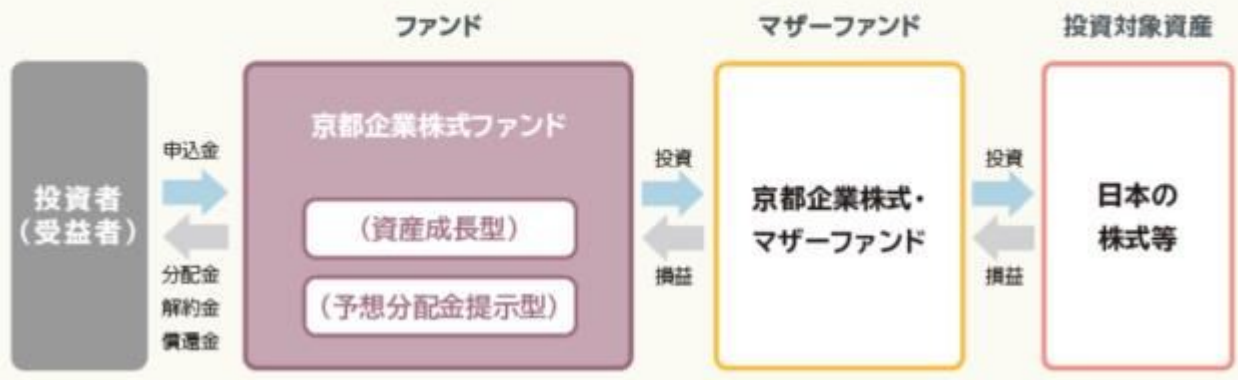 ファンド
マザーファンド
投資対象資産
投資者
(受益者)
申込金
分配金
解約金
償還金
京都企業株式ファンド
(資産成長型)
(予想分配金提示型)
投資
損益
京都企業株式・
マザーファンド
投資
損益
日本の
株式等